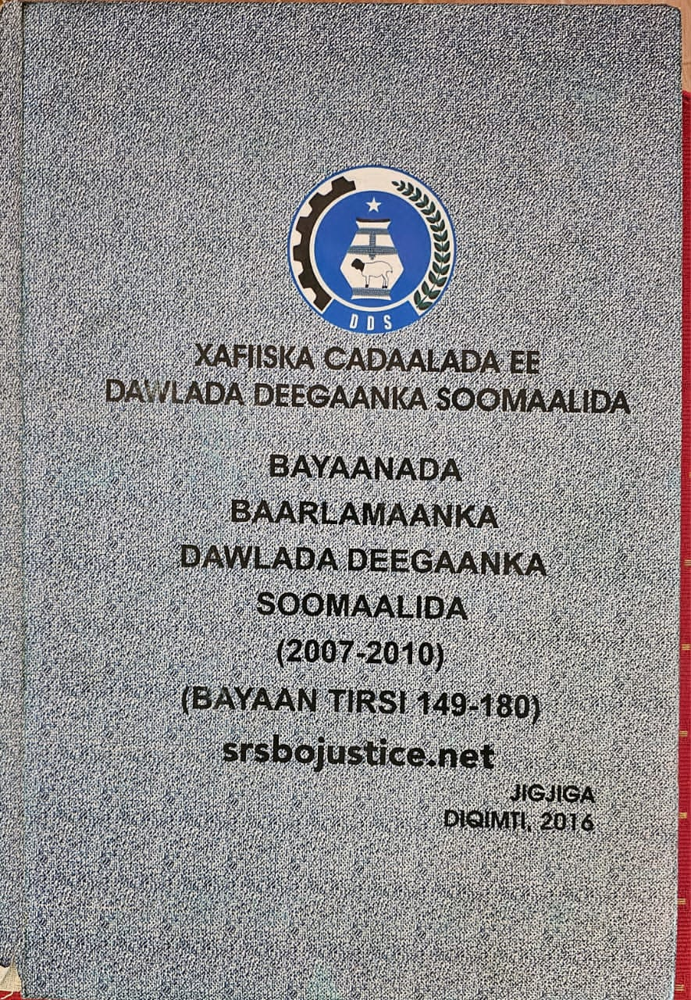 DDS
XAFIISKA CADAALADA EE
DAWLADA DEEGAANKA SOOMAALIDA
BAYAANADA
BAARLAMAANKA
DAWLADA DEEGAANKA
SOOMAALIDA
(2007-2010)
(BAYAAN TIRSI 149-180)
srsbojustice.net
JIGJIGA
DIQIMTI, 2016